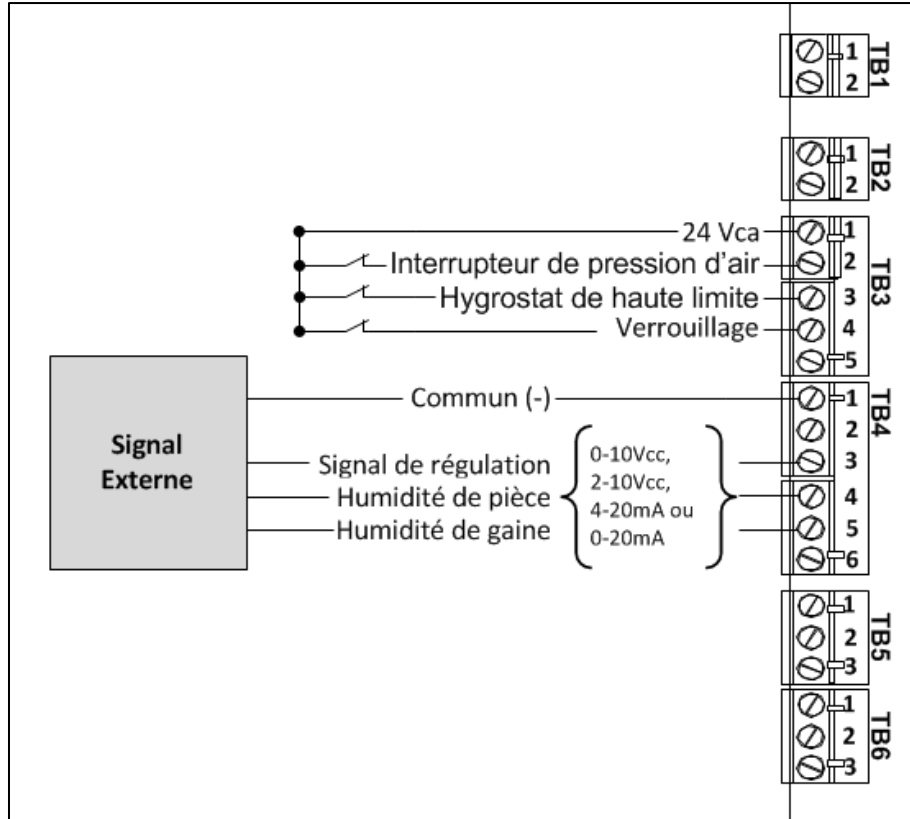 1
2
TB1
1
2
TB2
24 Vca
1
Interrupteur de pression d’air
2
Hygrostat de haute limite
3
Verrouillage
4
5
TB3
Signal
Externe
Commun (-)
1
2
Signal de régulation
3
Humidité de pièce
4
Humidité de gaine
5
6
0-10Vcc,
2-10Vcc,
4-20mA ou
0-20mA
TB4
1
2
3
TB5
1
2
3
TB6